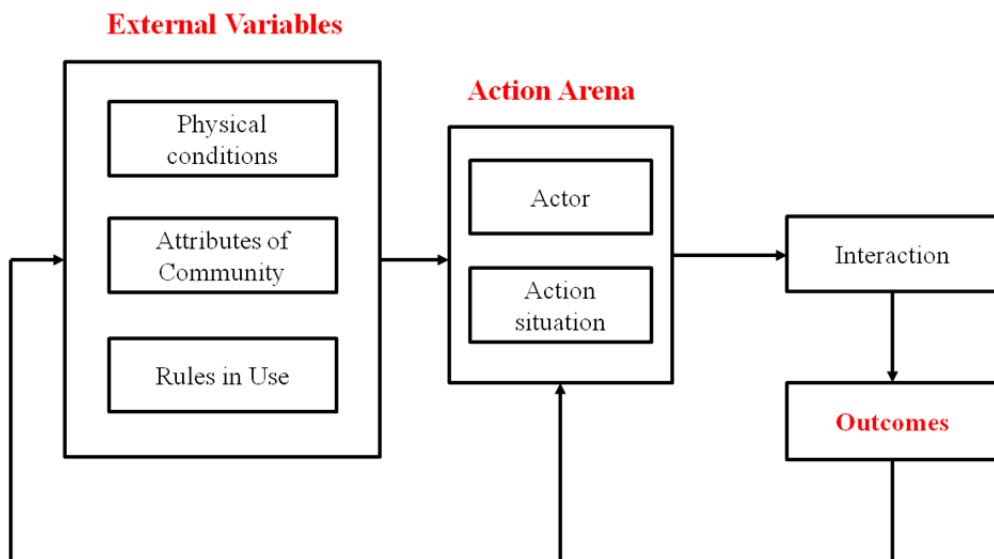 External Variables
Physical
conditions
Attributes of
Community
Rules in Use
Action Arena
Actor
Action
situation
Interaction
Outcomes